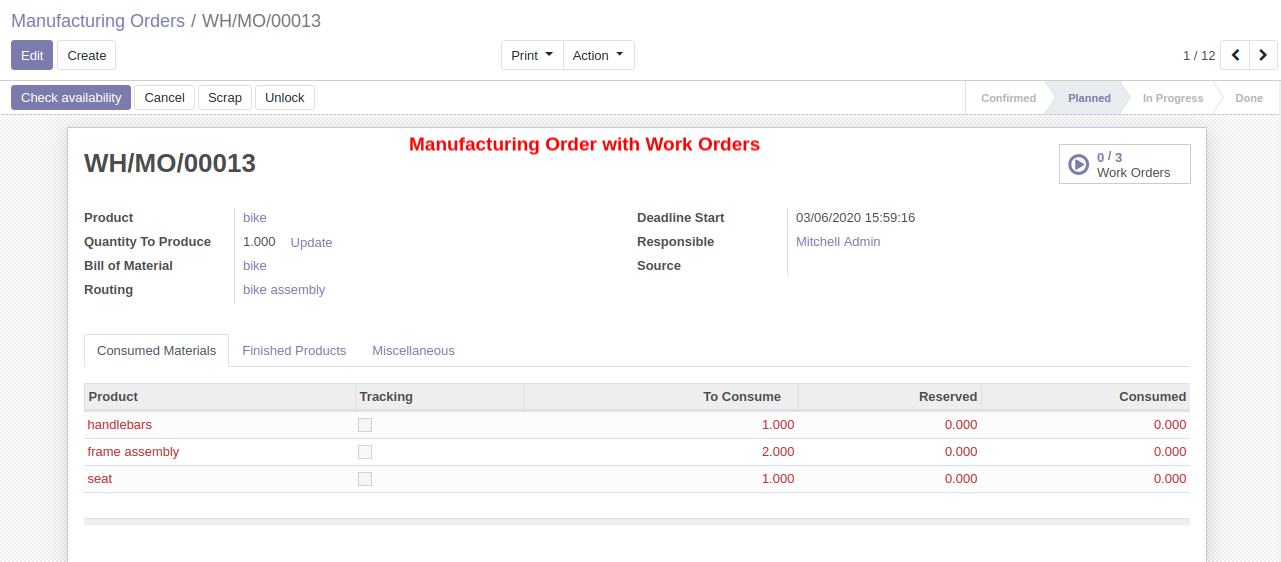 Manufacturing Orders / WH/MO/00013
Edit Create Print Action 1 / 12
Check availability Cancel Scrap Unlock Confirmed Planned In Progress Done
Manufacturing Order with Work Orders
WH/MO/00013
0 / 3
Work Orders
Product bike Deadline Start 03/06/2020 15:59:16
Quantity To Produce 1.000 Update Responsible Mitchell Admin
Bill of Material bike Source
Routing bike assembly
Consumed Materials Finished Products Miscellaneous
Product Tracking To Consume Reserved Consumed
handlebars 1.000 0.000 0.000
frame assembly 2.000 0.000 0.000
seat 1.000 0.000 0.000